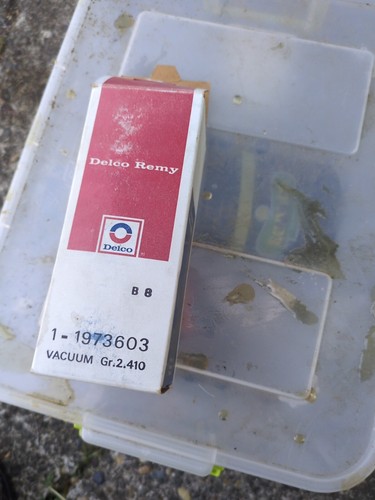 Delco Remy
Delco
B 8
1-1973603
VACUUM Gr.2.410